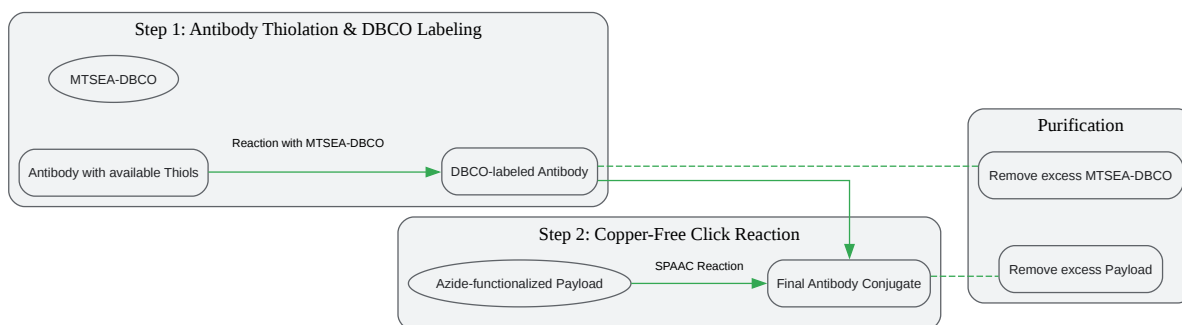 Step 1: Antibody Thiolation & DBCO Labeling
MTSEA-DBCO
Reaction with MTSEA-DBCO
Antibody with available Thiols
DBCO-labeled Antibody
Purification
Remove excess MTSEA-DBCO
Step 2: Copper-Free Click Reaction
SPAAC Reaction
Azide-functionalized Payload
Final Antibody Conjugate
Remove excess Payload